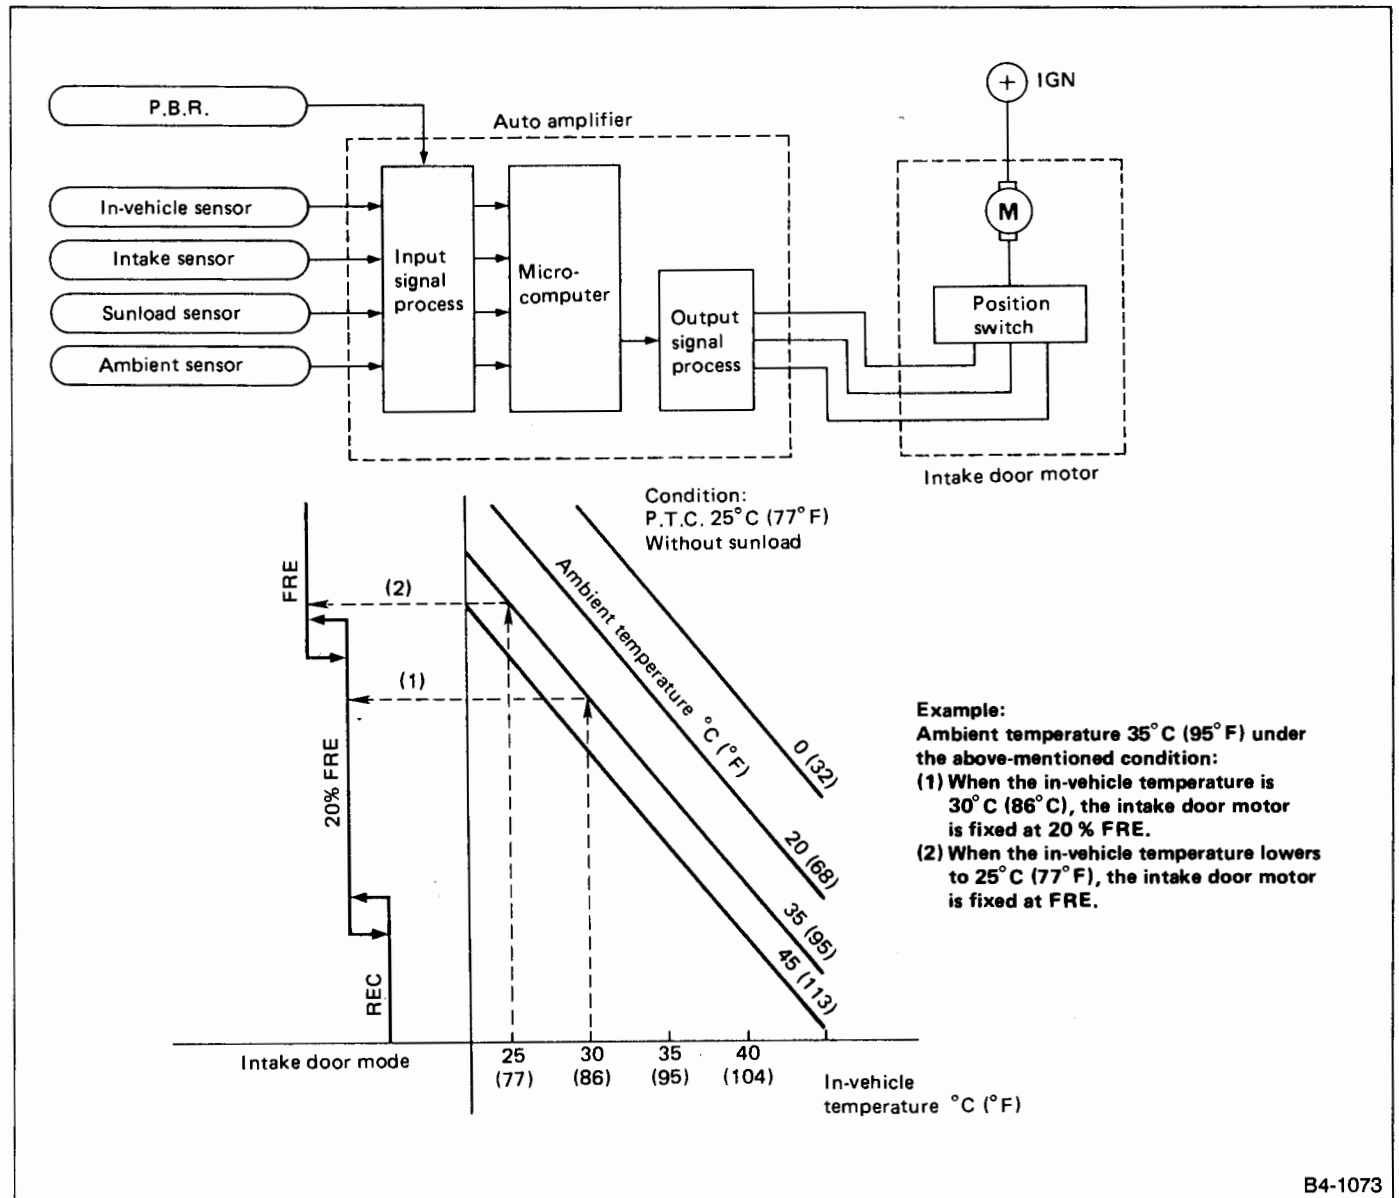 P.B.R.
In-vehicle sensor
Intake sensor
Sunload sensor
Ambient sensor
Auto amplifier
Input
signal
process
Micro-
computer
Output
signal
process
+ IGN
M
Position
switch
Intake door motor
Condition:
P.T.C. 25°C (77°F)
Without sunload
FRE
20% FRE
REC
(2)
(1)
Ambient temperature °C (°F)
0 (32)
20 (68)
35 (95)
45 (113)
Intake door mode
25 30 35 40
(77) (86) (95) (104)
In-vehicle
temperature °C (°F)
Example:
Ambient temperature 35°C (95°F) under
the above-mentioned condition:
(1) When the in-vehicle temperature is
30°C (86°C), the intake door motor
is fixed at 20 % FRE.
(2) When the in-vehicle temperature lowers
to 25°C (77°F), the intake door motor
is fixed at FRE.
B4-1073